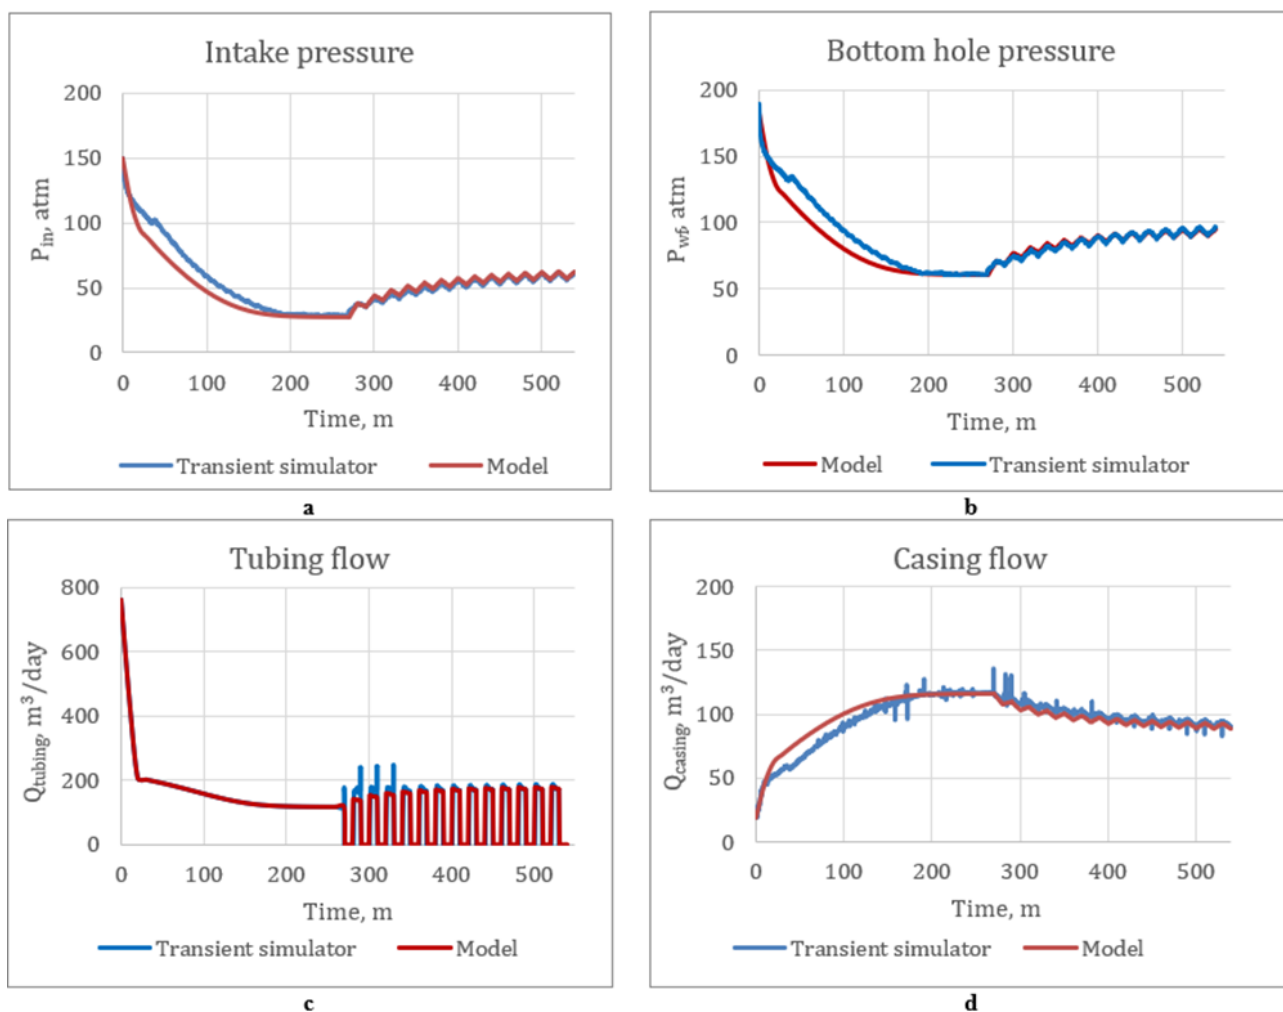 Intake pressure
200
150
100
50
0
P_in, atm
0 100 200 300 400 500
Time, m
Transient simulator Model
a
Bottom hole pressure
200
150
100
50
0
P_wf, atm
0 100 200 300 400 500
Time, m
Model Transient simulator
b
Tubing flow
800
600
400
200
0
Q_tubing, m³/day
0 100 200 300 400 500
Time, m
Transient simulator Model
c
Casing flow
200
150
100
50
0
Q_casing, m³/day
0 100 200 300 400 500
Time, m
Transient simulator Model
d